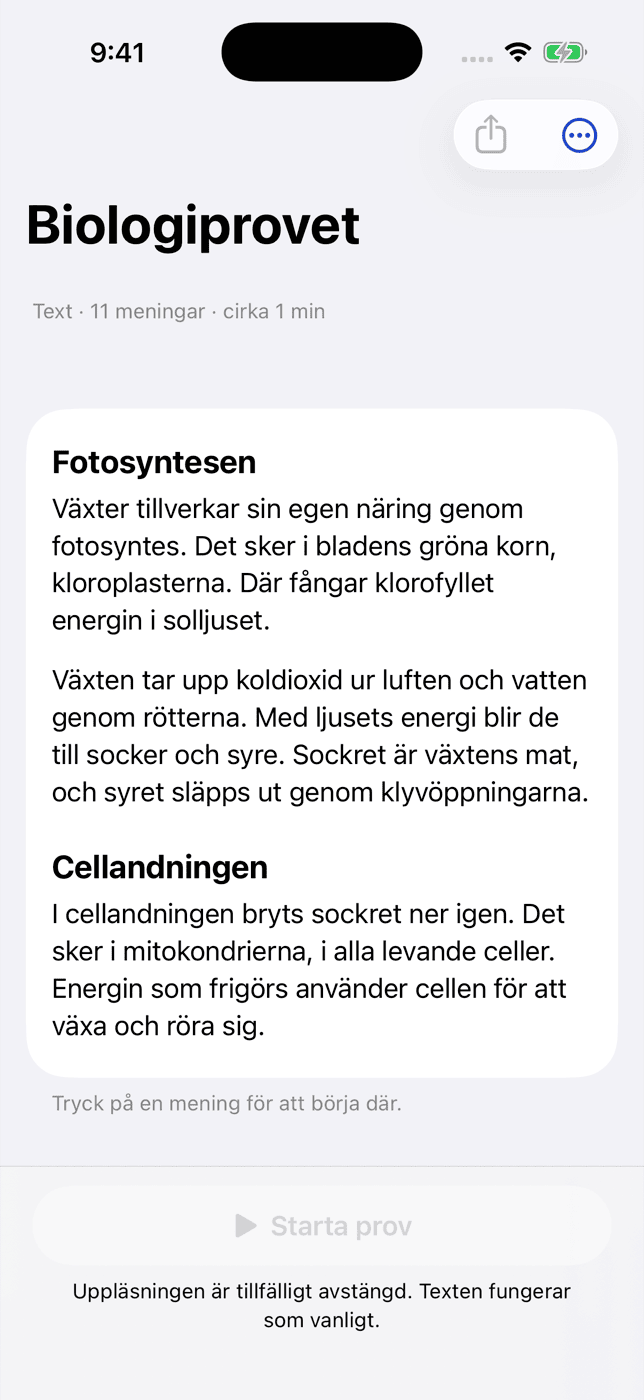 9:41
Biologiprovet
Text · 11 meningar · cirka 1 min
Fotosyntesen
Växter tillverkar sin egen näring genom
fotosyntes. Det sker i bladens gröna korn,
kloroplasterna. Där fångar klorofyllet
energin i solljuset.
Växten tar upp koldioxid ur luften och vatten
genom rötterna. Med ljusets energi blir de
till socker och syre. Sockret är växtens mat,
och syret släpps ut genom klyvöppningarna.
Cellandningen
I cellandningen bryts sockret ner igen. Det
sker i mitokondrierna, i alla levande celler.
Energin som frigörs använder cellen för att
växa och röra sig.
Tryck på en mening för att börja där.
Starta prov
Uppläsningen är tillfälligt avstängd. Texten fungerar
som vanligt.